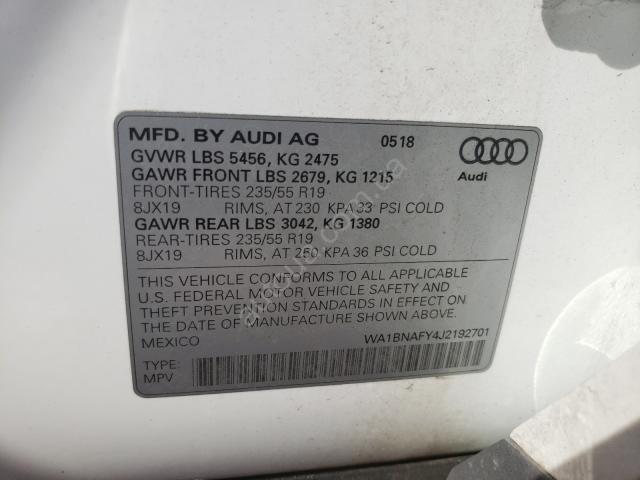 MFD. BY AUDI AG 0518
GVWR LBS 5456, KG 2475
GAWR FRONT LBS 2679, KG 1215
FRONT-TIRES 235/55 R19
8JX19 RIMS, AT 230 KPA 33 PSI COLD
GAWR REAR LBS 3042, KG 1380
REAR-TIRES 235/55 R19
8JX19 RIMS, AT 250 KPA 36 PSI COLD
Audi
THIS VEHICLE CONFORMS TO ALL APPLICABLE
U.S. FEDERAL MOTOR VEHICLE SAFETY AND
THEFT PREVENTION STANDARDS IN EFFECT ON
THE DATE OF MANUFACTURE SHOWN ABOVE.
MEXICO WA1BNAFY4J2192701
TYPE:
MPV